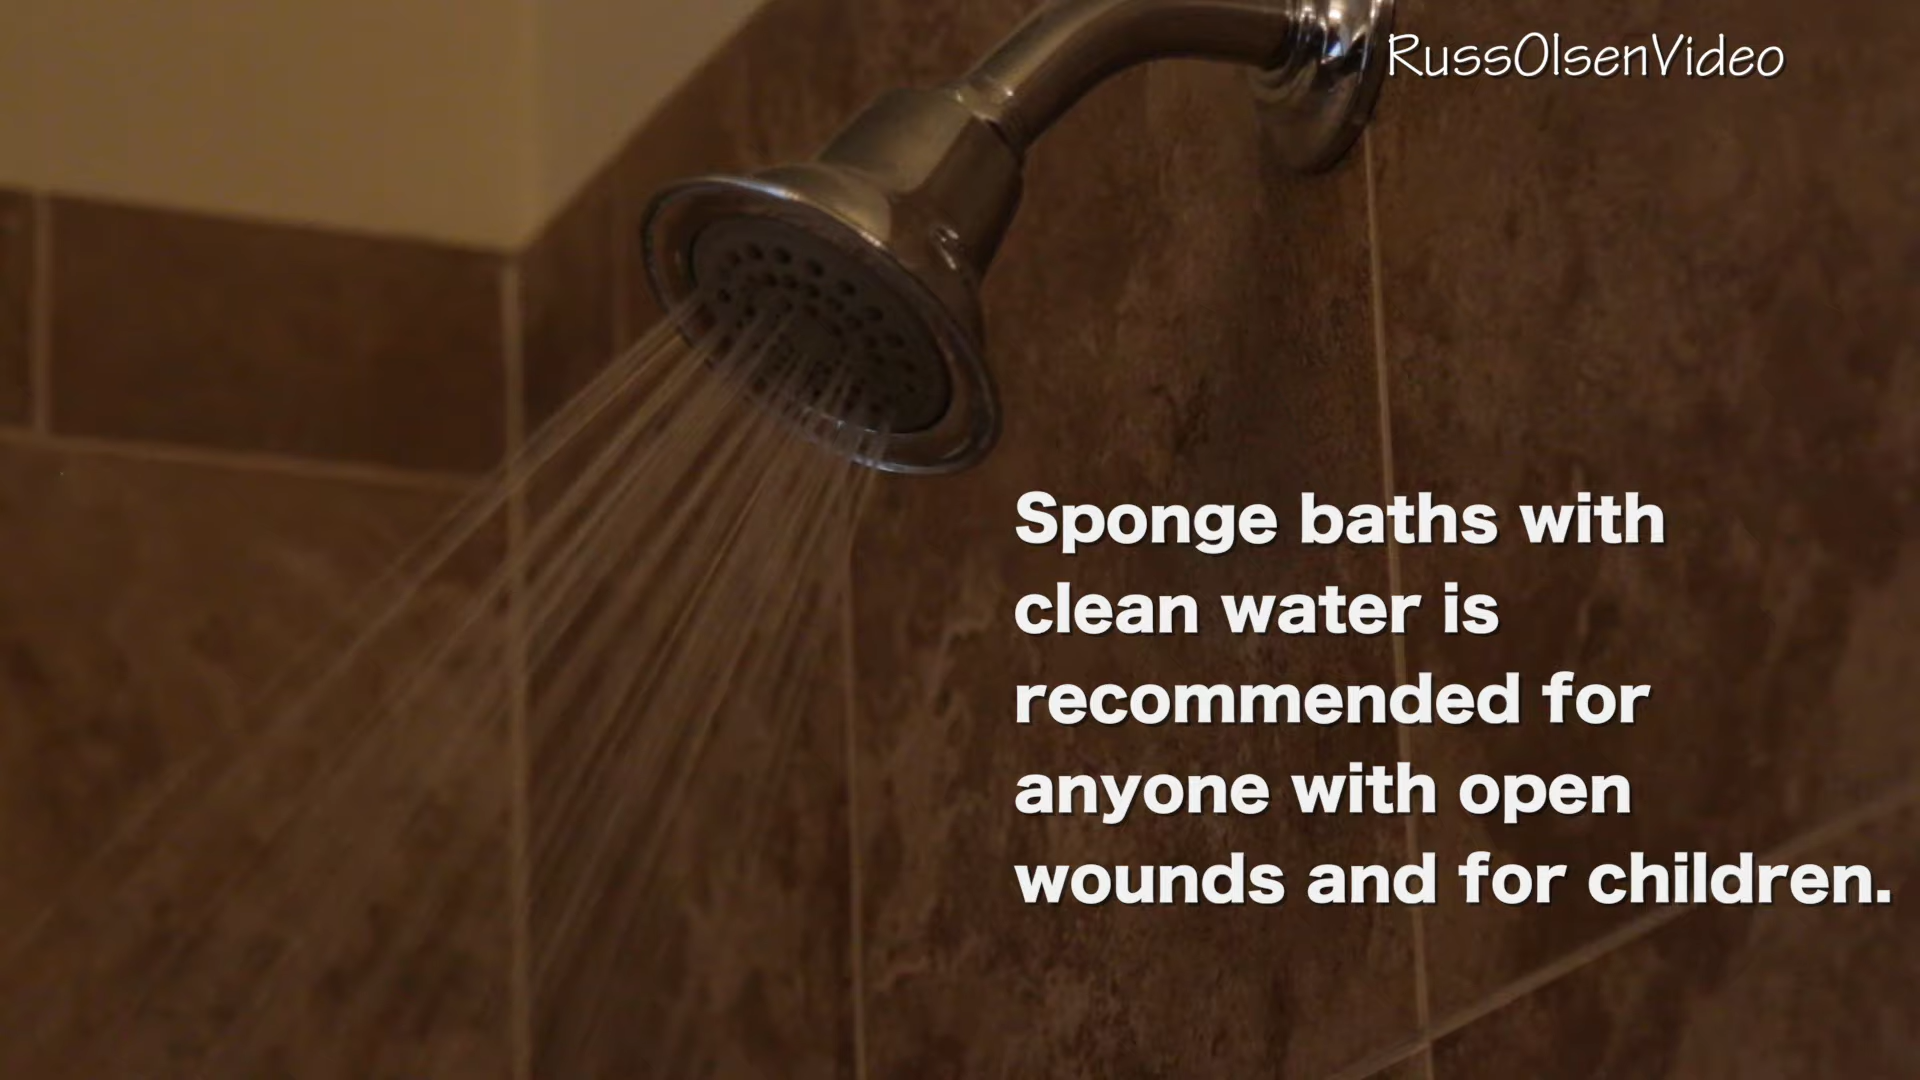 RussOlsenVideo
Sponge baths with
clean water is
recommended for
anyone with open
wounds and for children.